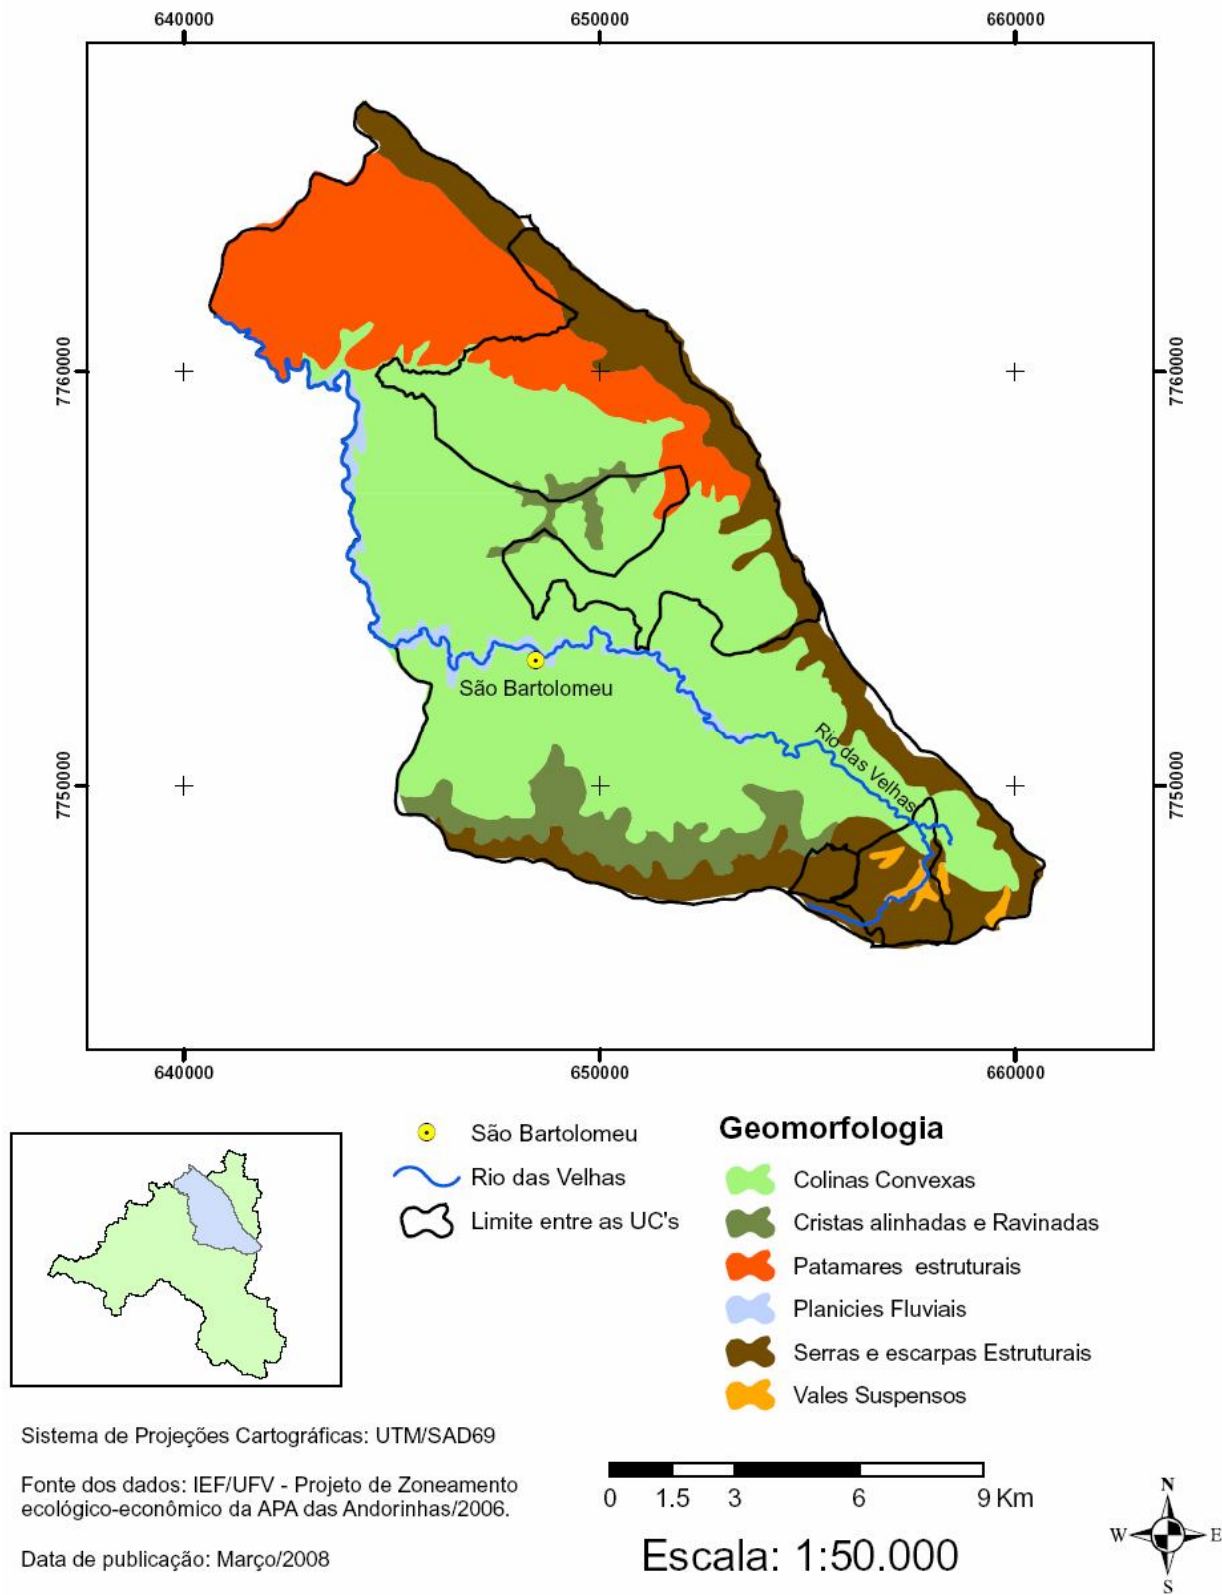 640000
650000
660000
7760000
7760000
São Bartolomeu
Rio das Velhas
7750000
7750000
640000
650000
660000
São Bartolomeu
Rio das Velhas
Limite entre as UC's
Geomorfologia
Colinas Convexas
Cristas alinhadas e Ravinadas
Patamares estruturais
Planicies Fluviais
Serras e escarpas Estruturais
Vales Suspensos
Sistema de Projeções Cartográficas: UTM/SAD69
Fonte dos dados: IEF/UFV - Projeto de Zoneamento
ecológico-econômico da APA das Andorinhas/2006.
Data de publicação: Março/2008
0 1.5 3 6 9 Km
Escala: 1:50.000
N
W E
S